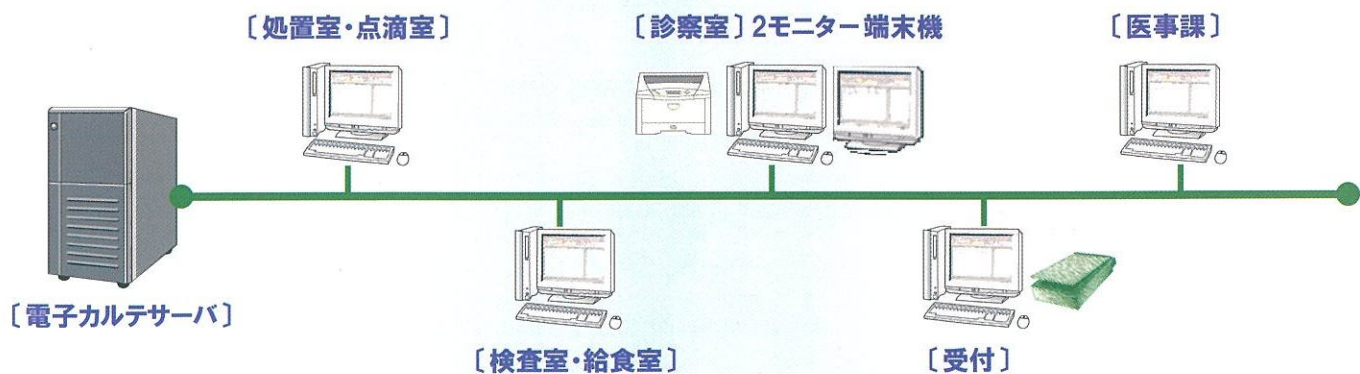 〔処置室・点滴室〕
〔診察室〕2モニター端末機
〔医事課〕
〔電子カルテサーバ〕
〔検査室・給食室〕
〔受付〕